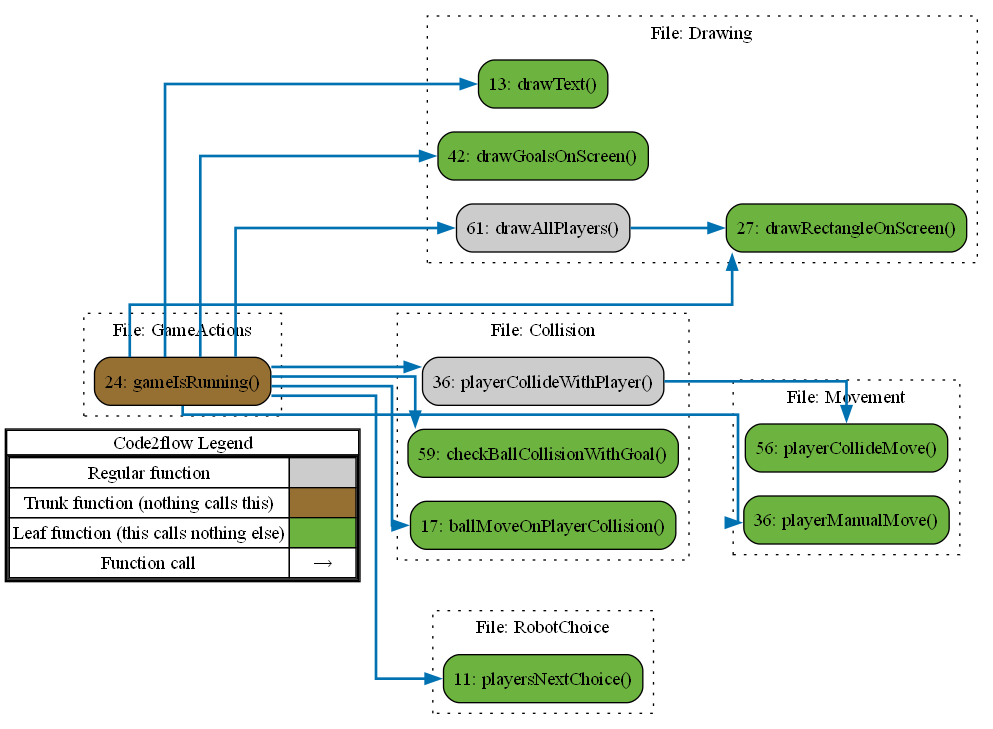 File: Drawing
13: drawText()
42: drawGoalsOnScreen()
61: drawAllPlayers()
27: drawRectangleOnScreen()
File: GameActions
24: gameIsRunning()
File: Collision
36: playerCollideWithPlayer()
59: checkBallCollisionWithGoal()
17: ballMoveOnPlayerCollision()
File: Movement
56: playerCollideMove()
36: playerManualMove()
Code2flow Legend
Regular function
Trunk function (nothing calls this)
Leaf function (this calls nothing else)
Function call →
File: RobotChoice
11: playersNextChoice()